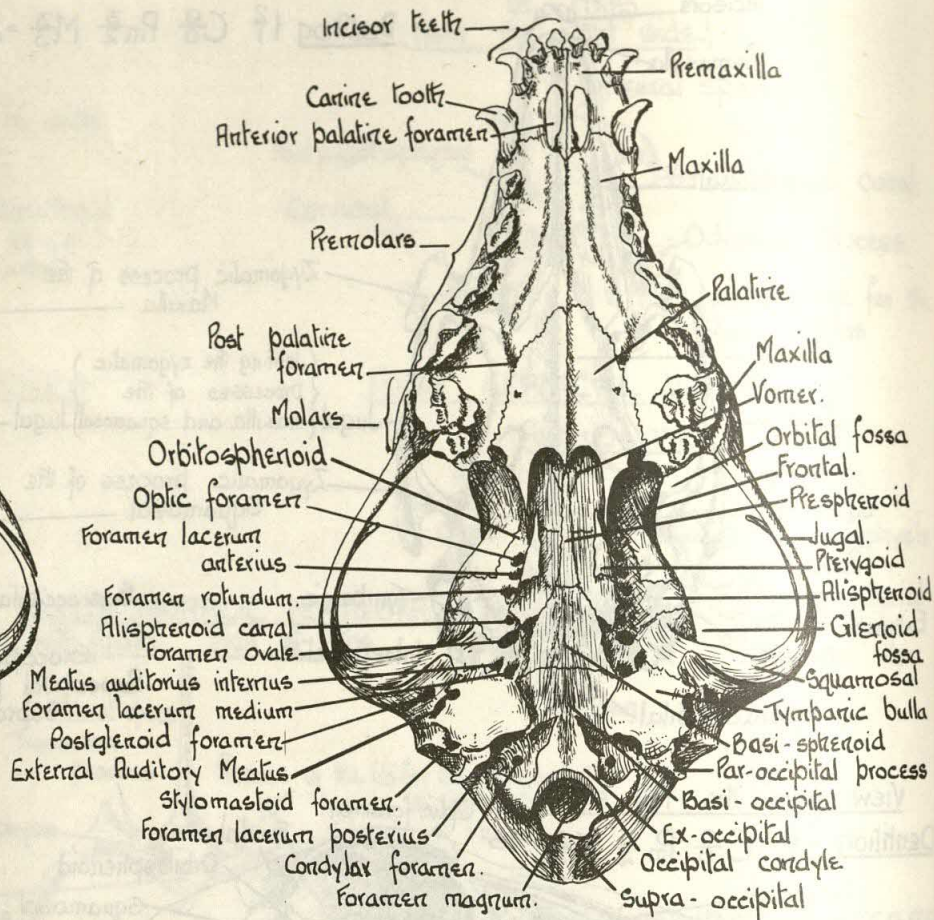 Incisor teeth
Premaxilla
Canine tooth
Anterior palatine foramen
Maxilla
Premolars
Palatine
Post palatine
foramen
Maxilla
Molars
Vomer.
Orbitosphenoid
Orbital fossa
Frontal.
Optic foramen
Presphenoid
Foramen lacerum
anterius
Jugal.
Pterygoid
Foramen rotundum.
Alisphenoid
Alisphenoid canal
Glenoid
fossa
Foramen ovale.
Meatus auditorius internus
Squamosal
Foramen lacerum medium
Tympanic bulla
Postglenoid foramen
Basi-sphenoid
External Auditory Meatus
Par-occipital process
Stylomastoid foramen.
Basi-occipital
Foramen lacerum posterius
Ex-occipital
Condylar foramen.
Occipital condyle.
Foramen magnum.
Supra-occipital
View